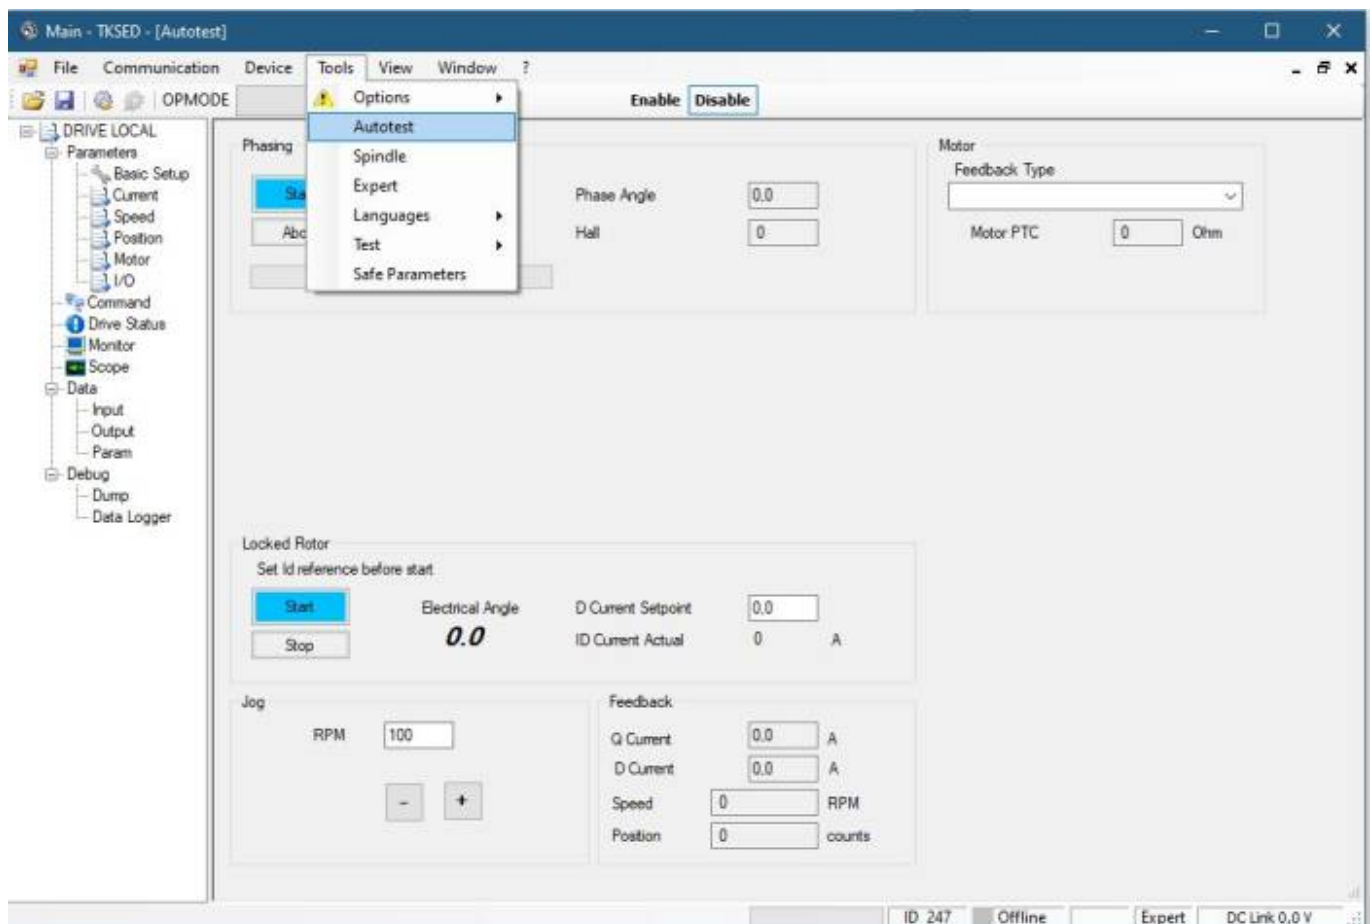 Main - TKSED - [Autotest]
File Communication Device Tools View Window ?
OPMODE Enable Disable
Options
Autotest
Spindle
Expert
Languages
Test
Safe Parameters
DRIVE LOCAL
Parameters
Basic Setup
Current
Speed
Position
Motor
I/O
Command
Drive Status
Monitor
Scope
Data
Input
Output
Param
Debug
Dump
Data Logger
Phasing
Phase Angle 0.0
Hall 0
Motor
Feedback Type
Motor PTC 0 Ohm
Locked Rotor
Set Id reference before start
Start Electrical Angle D Current Setpoint 0.0
Stop 0.0 ID Current Actual 0 A
Jog
RPM 100
- +
Feedback
Q Current 0.0 A
D Current 0.0 A
Speed 0 RPM
Position 0 counts
ID 247 Offline Expert DC Link 0,0 V